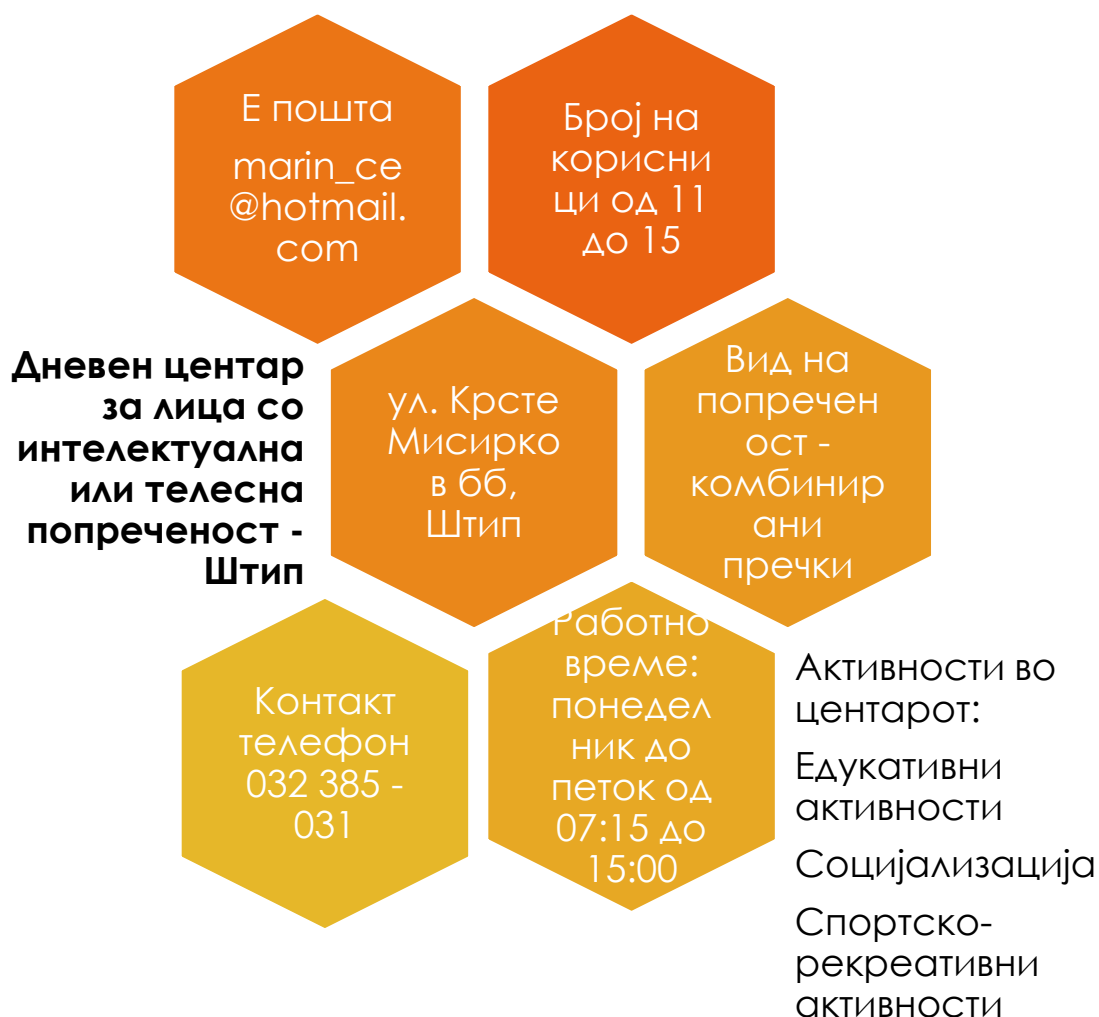 Е пошта
marin_ce
@hotmail.
com
Број на
корисни
ци од 11
до 15
Дневен центар
за лица со
интелектуална
или телесна
попреченост -
Штип
ул. Крсте
Мисирко
в бб,
Штип
Вид на
попречен
ост -
комбинир
ани
пречки
Контакт
телефон
032 385 -
031
Работно
време:
понедел
ник до
петок од
07:15 до
15:00
Активности во
центарот:
Едукативни
активности
Социјализација
Спортско-
рекреативни
активности